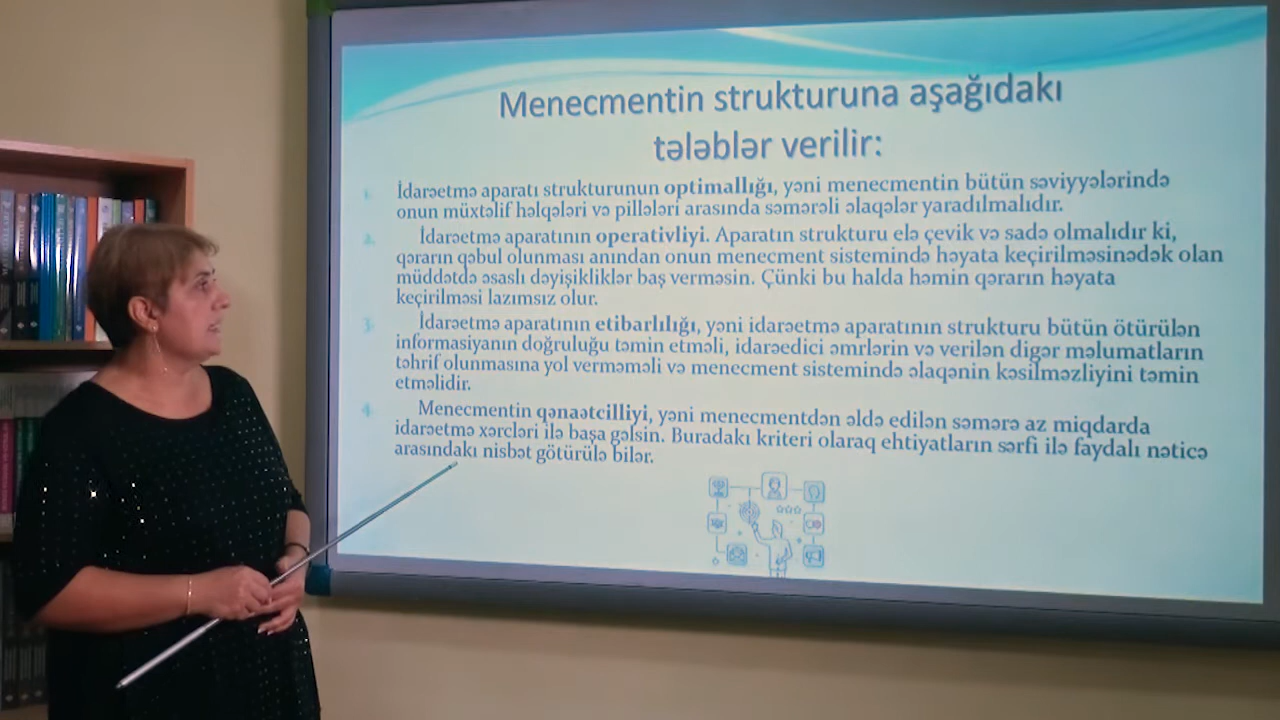 Menecmentin strukturuna aşağıdakı
tələblər verilir:
1. İdarəetmə aparatı strukturunun optimallığı, yəni menecmentin bütün səviyyələrində
onun müxtəlif həlqələri və pillələri arasında səmərəli əlaqələr yaradılmalıdır.
2. İdarəetmə aparatının operativliyi. Aparatın strukturu elə çevik və sadə olmalıdır ki,
qərarın qəbul olunması anından onun menecment sistemində həyata keçirilməsinədək olan
müddətdə əsaslı dəyişikliklər baş verməsin. Çünki bu halda həmin qərarın həyata
keçirilməsi lazımsız olur.
3. İdarəetmə aparatının etibarlılığı, yəni idarəetmə aparatının strukturu bütün ötürülən
informasiyanın doğruluğu təmin etməli, idarəedici əmrlərin və verilən digər məlumatların
təhrif olunmasına yol verməməli və menecment sistemində əlaqənin kəsilməzliyini təmin
etməlidir.
4. Menecmentin qənaətcilliyi, yəni menecmentdən əldə edilən səmərə az miqdarda
idarəetmə xərcləri ilə başa gəlsin. Buradakı kriteri olaraq ehtiyatların sərfi ilə faydalı nəticə
arasındakı nisbət götürülə bilər.